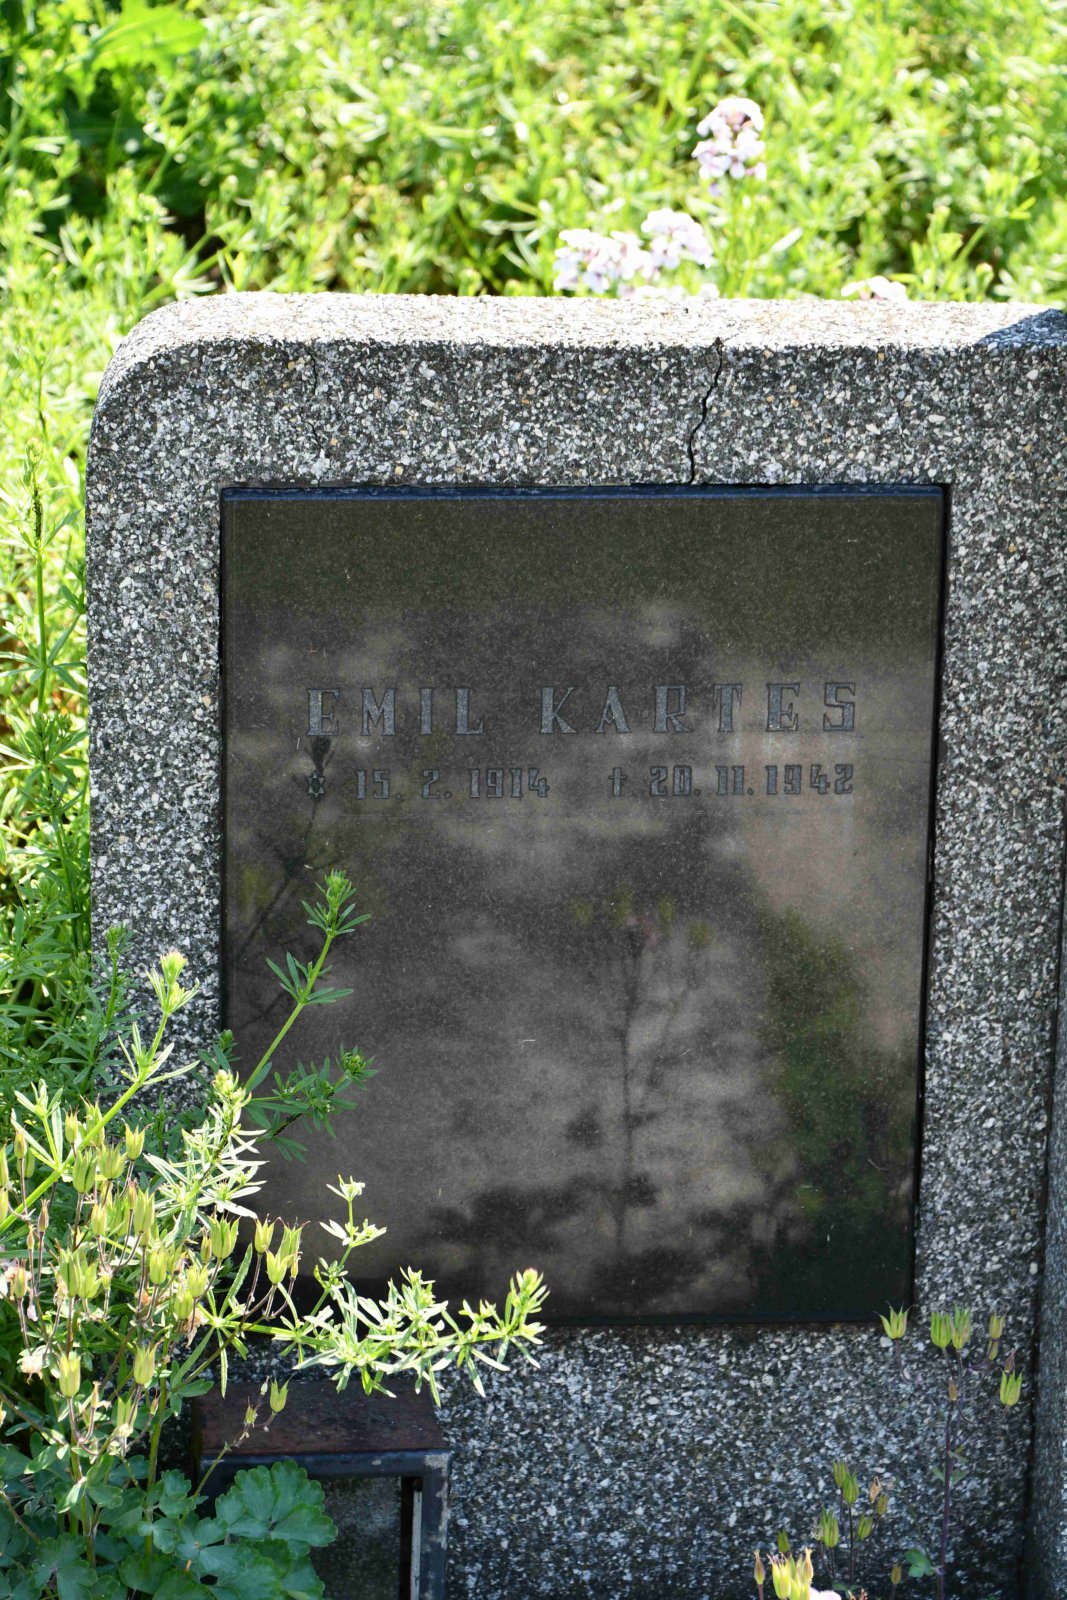 EMIL KARTES
* 15. 2. 1914 † 20. 11. 1942